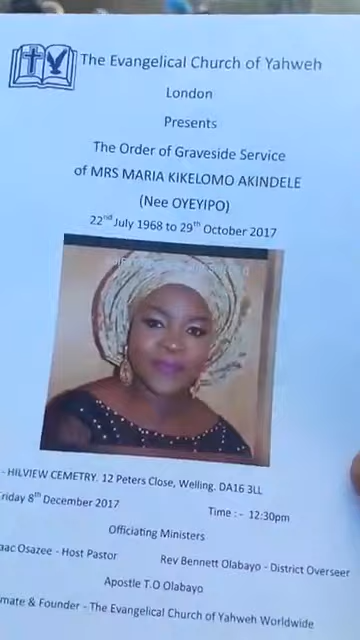 The Evangelical Church of Yahweh
London
Presents
The Order of Graveside Service
of MRS MARIA KIKELOMO AKINDELE
(Nee OYEYIPO)
22nd July 1968 to 29th October 2017
- HILVIEW CEMETRY. 12 Peters Close, Welling. DA16 3LL
riday 8th December 2017 Time :- 12:30pm
Officiating Ministers
aac Osazee - Host Pastor Rev Bennett Olabayo - District Overseer
Apostle T.O Olabayo
mate & Founder - The Evangelical Church of Yahweh Worldwide